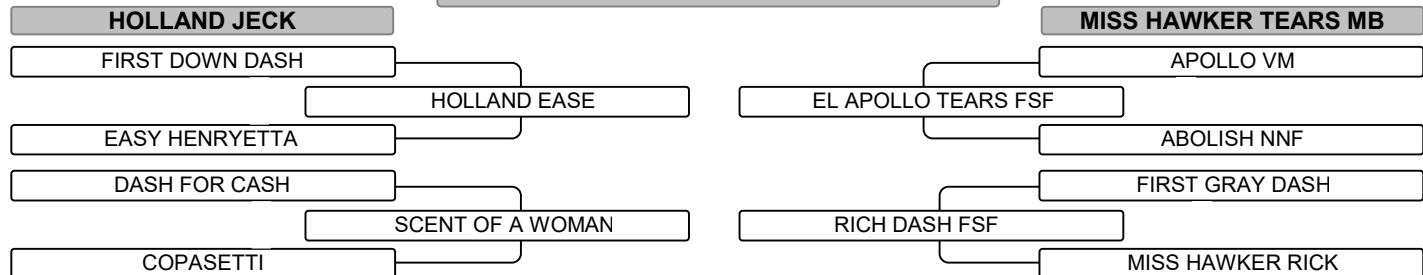 HOLLAND JECK
MISS HAWKER TEARS MB
FIRST DOWN DASH
APOLLO VM
HOLLAND EASE
EL APOLLO TEARS FSF
EASY HENRYETTA
ABOLISH NNF
DASH FOR CASH
FIRST GRAY DASH
SCENT OF A WOMAN
RICH DASH FSF
COPASETTI
MISS HAWKER RICK